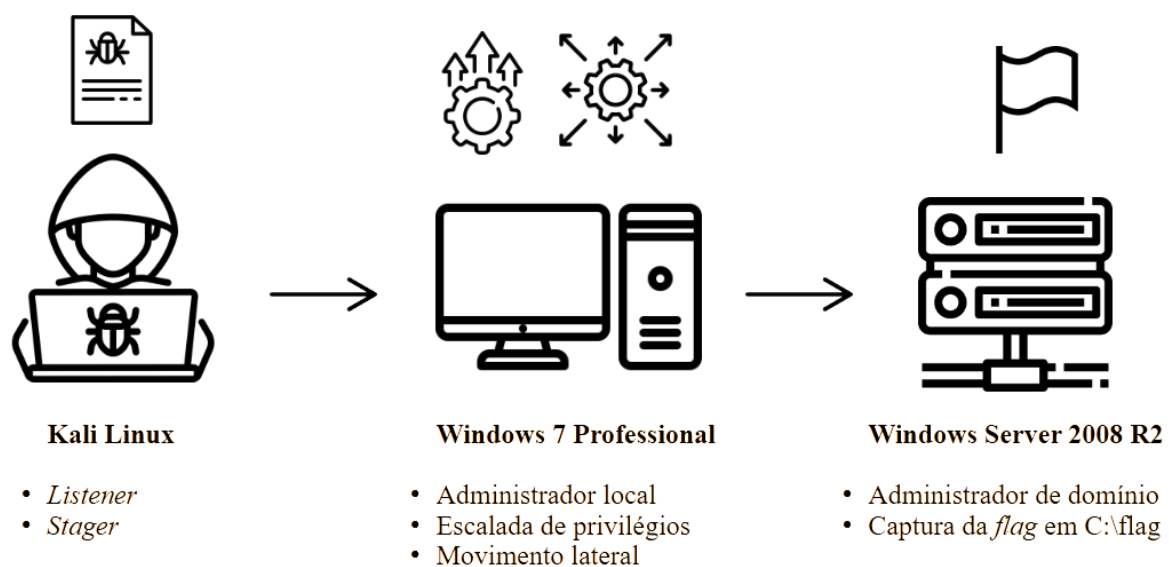 Kali Linux
• Listener
• Stager
Windows 7 Professional
• Administrador local
• Escalada de privilégios
• Movimento lateral
Windows Server 2008 R2
• Administrador de domínio
• Captura da flag em C:\flag